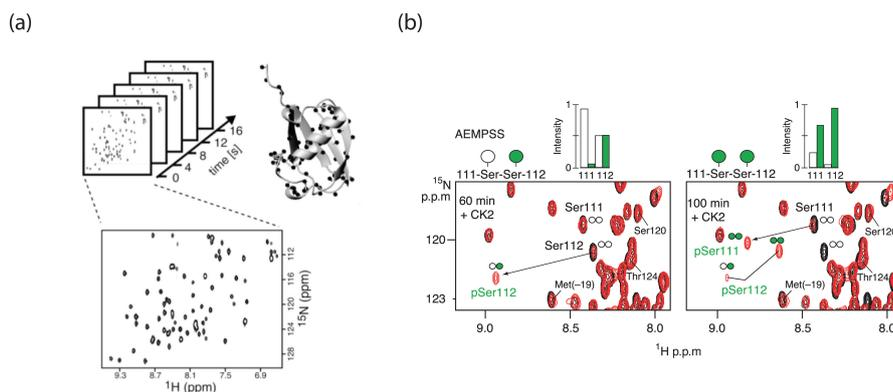 (a)
16
12
8
4
0
time [s]
112
116
120
124
128
15N (ppm)
9.3 8.7 8.1 7.5 6.9
1H (ppm)
(b)
AEMPSS
111-Ser-Ser-112
Intensity
1
0
111 112
15N
p.p.m
60 min
+ CK2
Ser111
Ser112
Ser120
Thr124
pSer112
Met(–19)
120
123
9.0 8.5 8.0
111-Ser-Ser-112
Intensity
1
0
111 112
100 min
+ CK2
Ser111
Ser120
pSer111
Thr124
pSer112
Met(–19)
9.0 8.5 8.0
1H p.p.m